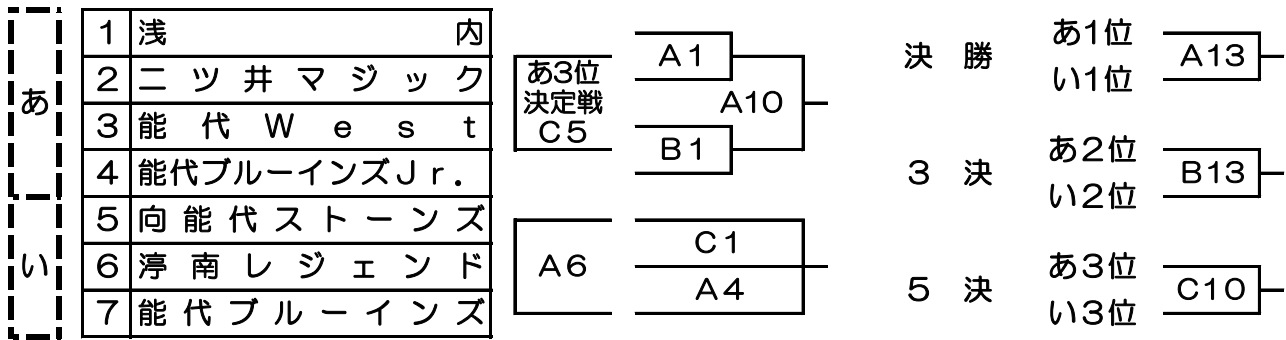 あ
い
1 浅内
2 二ツ井マジック
3 能代West
4 能代ブルーインズJr.
5 向能代ストーンズ
6 渟南レジェンド
7 能代ブルーインズ
あ3位
決定戦
C5
A1
A10
B1
C1
A6
A4
決勝
あ1位
い1位
A13
3決
あ2位
い2位
B13
5決
あ3位
い3位
C10